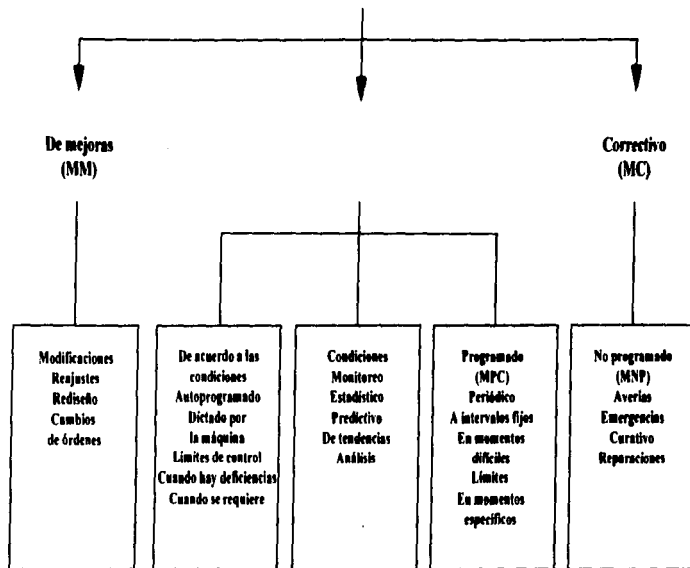 De mejoras
(MM)
Correctivo
(MC)
Modificaciones
Reajustes
Rediseño
Cambios
de órdenes
De acuerdo a las
condiciones
Autoprogramado
Dictado por
la máquina
Límites de control
Cuando hay deficiencias
Cuando se requiere
Condiciones
Monitoreo
Estadístico
Predictivo
De tendencias
Análisis
Programado
(MPC)
Periódico
A intervalos fijos
En momentos
difíciles
Límites
En momentos
específicos
No programado
(MNP)
Averías
Emergencias
Curativo
Reparaciones